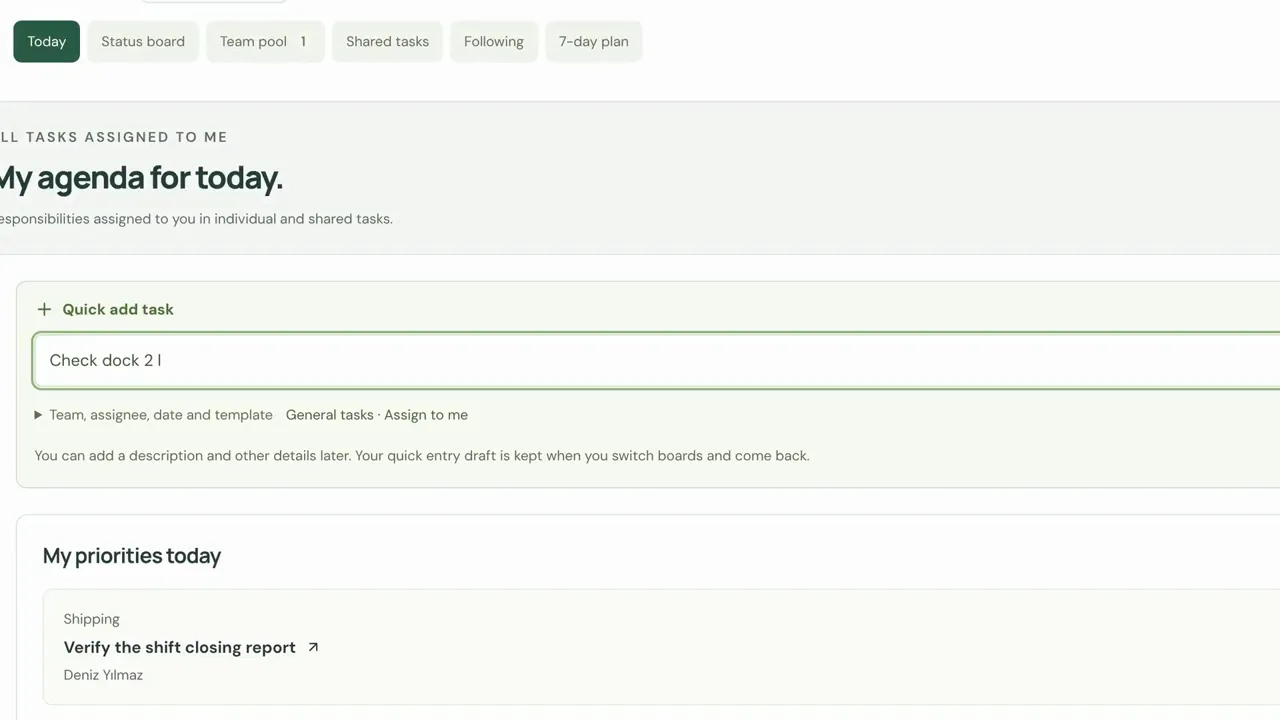 Today Status board Team pool 1 Shared tasks Following 7-day plan
LL TASKS ASSIGNED TO ME
My agenda for today.
esponsibilities assigned to you in individual and shared tasks.
+ Quick add task
Check dock 2 l
Team, assignee, date and template General tasks · Assign to me
You can add a description and other details later. Your quick entry draft is kept when you switch boards and come back.
My priorities today
Shipping
Verify the shift closing report
Deniz Yılmaz